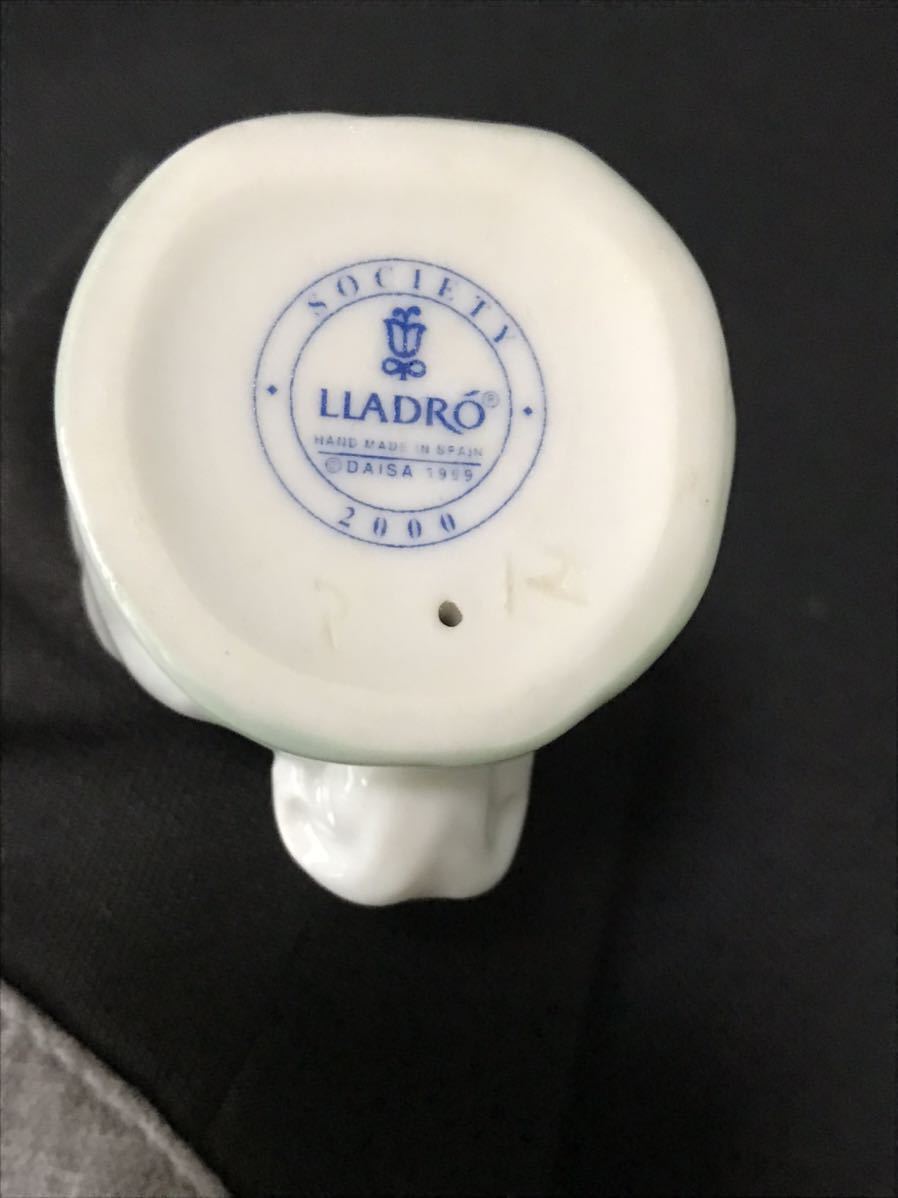 SOCIETY
LLADRÓ®
HAND MADE IN SPAIN
© DAISA 1999
2000